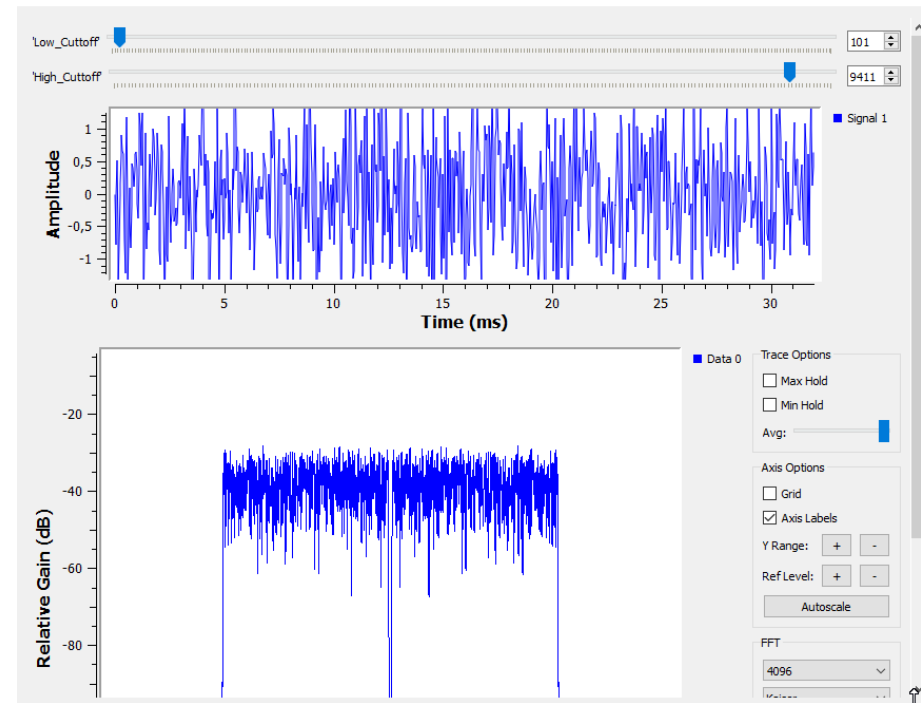 'Low_Cuttoff'
101
'High_Cuttoff'
9411
Signal 1
Amplitude
1
0,5
0
-0,5
-1
0 5 10 15 20 25 30
Time (ms)
Data 0
Relative Gain (dB)
-20
-40
-60
-80
Trace Options
Max Hold
Min Hold
Avg:
Axis Options
Grid
Axis Labels
Y Range: + -
Ref Level: + -
Autoscale
FFT
4096
Kaiser